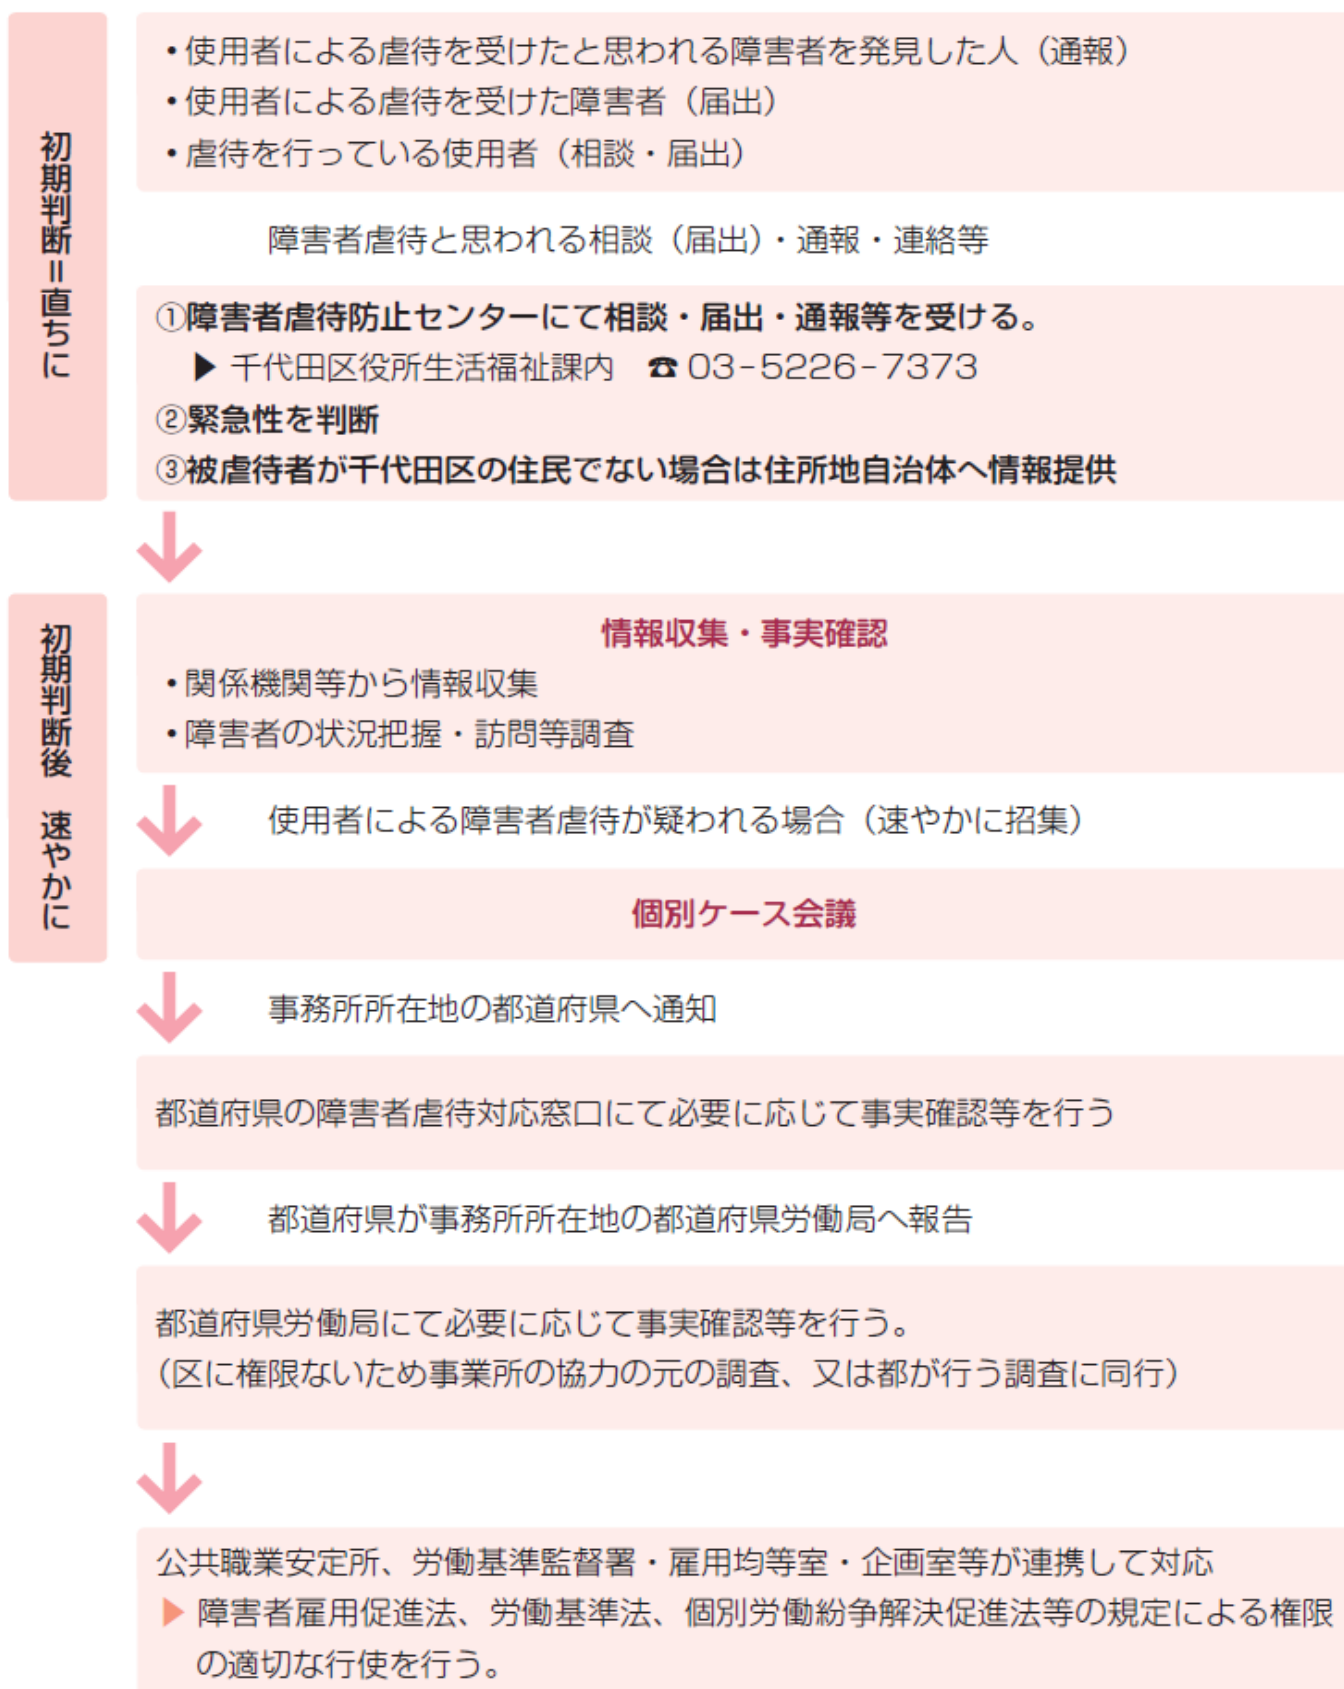 初期判断＝直ちに
・使用者による虐待を受けたと思われる障害者を発見した人（通報）
・使用者による虐待を受けた障害者（届出）
・虐待を行っている使用者（相談・届出）
障害者虐待と思われる相談（届出）・通報・連絡等
①障害者虐待防止センターにて相談・届出・通報等を受ける。
▶ 千代田区役所生活福祉課内 ☎03-5226-7373
②緊急性を判断
③被虐待者が千代田区の住民でない場合は住所地自治体へ情報提供
初期判断後 速やかに
情報収集・事実確認
・関係機関等から情報収集
・障害者の状況把握・訪問等調査
使用者による障害者虐待が疑われる場合（速やかに招集）
個別ケース会議
事務所所在地の都道府県へ通知
都道府県の障害者虐待対応窓口にて必要に応じて事実確認等を行う
都道府県が事務所所在地の都道府県労働局へ報告
都道府県労働局にて必要に応じて事実確認等を行う。
（区に権限ないため事業所の協力の元の調査、又は都が行う調査に同行）
公共職業安定所、労働基準監督署・雇用均等室・企画室等が連携して対応
▶ 障害者雇用促進法、労働基準法、個別労働紛争解決促進法等の規定による権限
の適切な行使を行う。